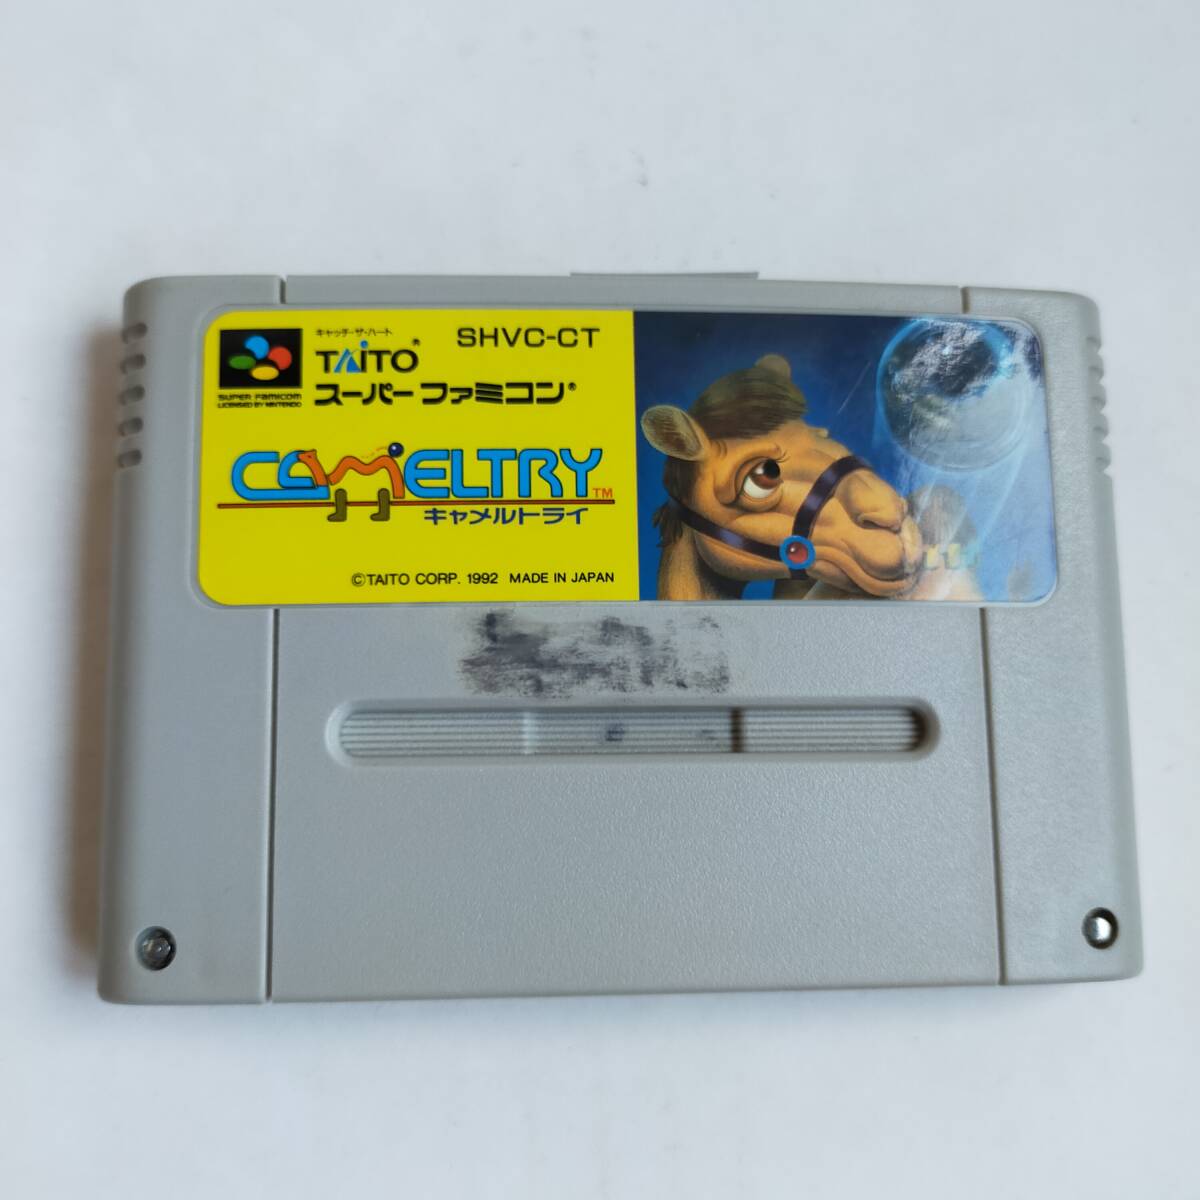 キャッチ・ザ・ハート
TAITO®
SHVC-CT
SUPER FAMICOM
LICENSED BY NINTENDO
スーパーファミコン®
CAMELTRY™
キャメルトライ
©TAITO CORP. 1992 MADE IN JAPAN